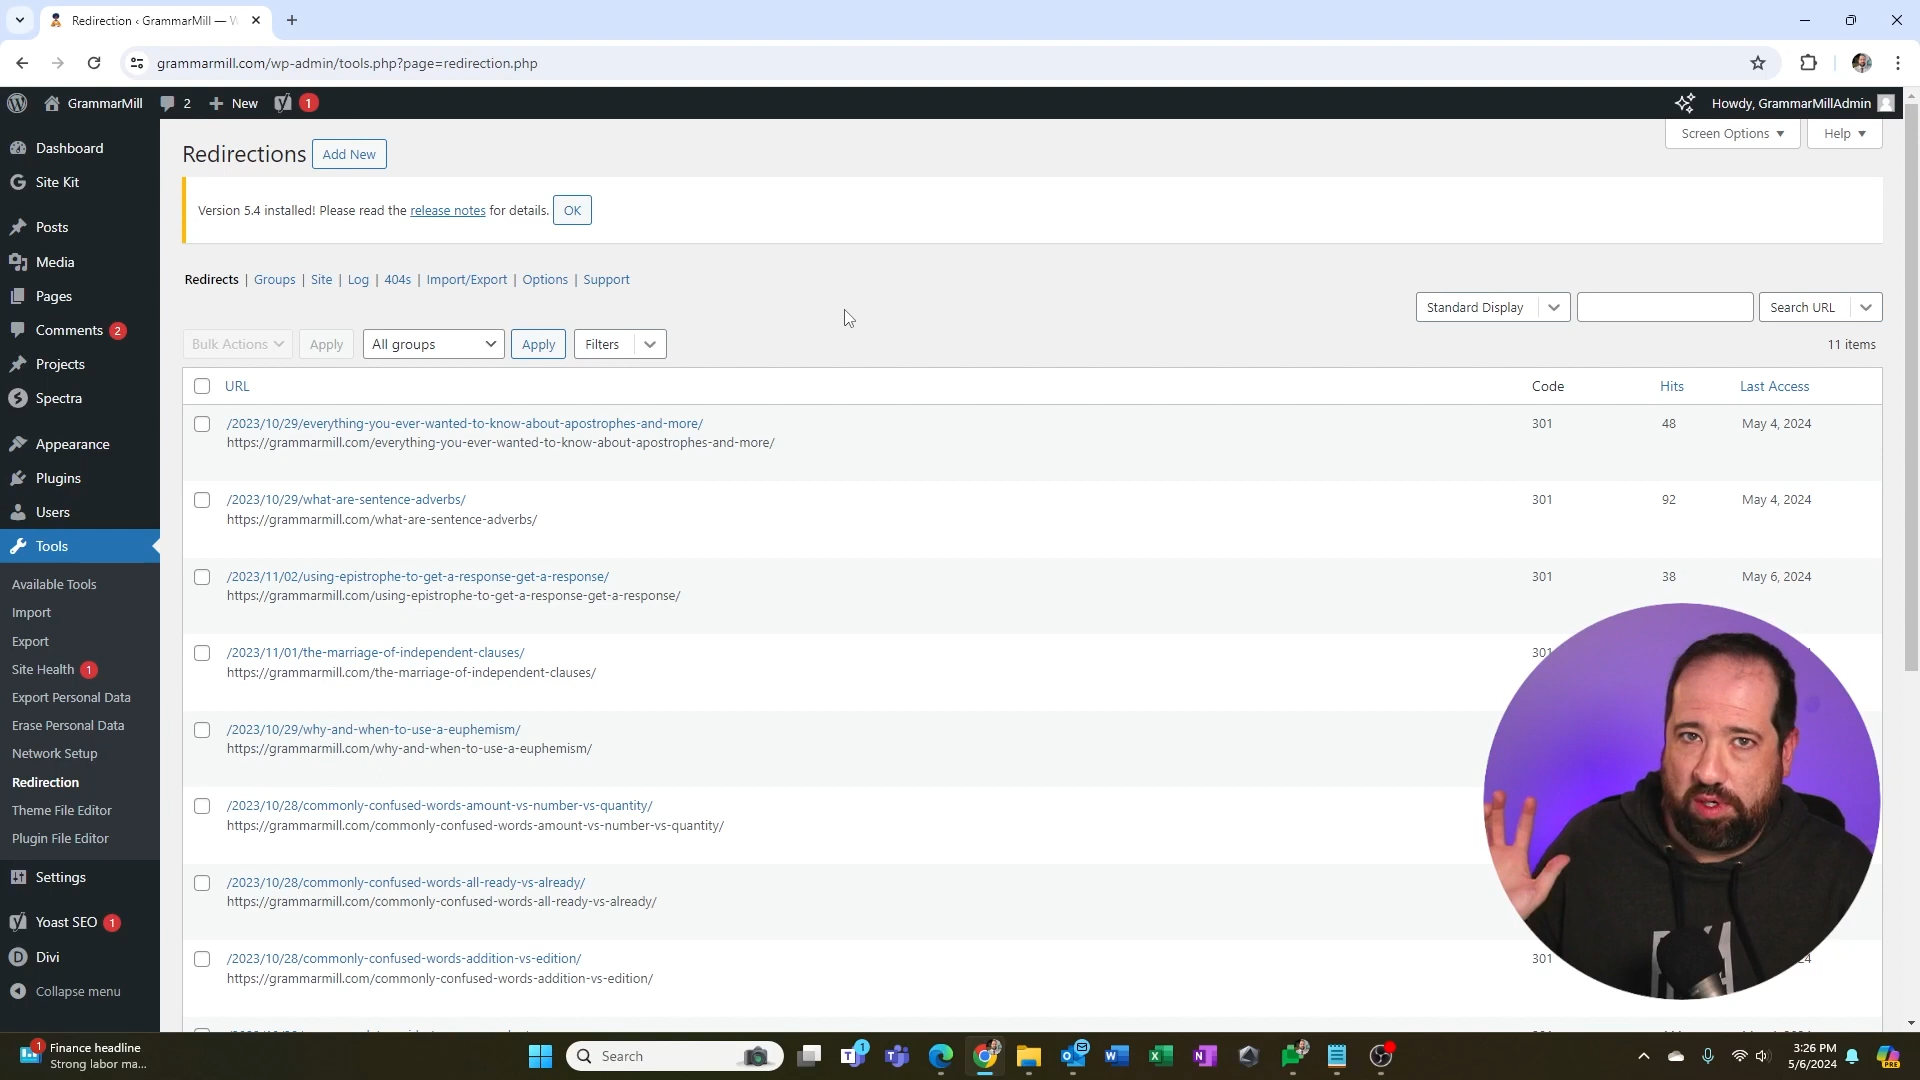 Redirection ‹ GrammarMill — W
grammarmill.com/wp-admin/tools.php?page=redirection.php
GrammarMill 2 New 1 Howdy, GrammarMillAdmin
Screen Options Help
Redirections Add New
Version 5.4 installed! Please read the release notes for details. OK
Redirects | Groups | Site | Log | 404s | Import/Export | Options | Support
Standard Display Search URL
Bulk Actions Apply All groups Apply Filters 11 items
URL Code Hits Last Access
/2023/10/29/everything-you-ever-wanted-to-know-about-apostrophes-and-more/ 301 48 May 4, 2024
https://grammarmill.com/everything-you-ever-wanted-to-know-about-apostrophes-and-more/
/2023/10/29/what-are-sentence-adverbs/ 301 92 May 4, 2024
https://grammarmill.com/what-are-sentence-adverbs/
/2023/11/02/using-epistrophe-to-get-a-response-get-a-response/ 301 38 May 6, 2024
https://grammarmill.com/using-epistrophe-to-get-a-response-get-a-response/
/2023/11/01/the-marriage-of-independent-clauses/ 301
https://grammarmill.com/the-marriage-of-independent-clauses/
/2023/10/29/why-and-when-to-use-a-euphemism/
https://grammarmill.com/why-and-when-to-use-a-euphemism/
/2023/10/28/commonly-confused-words-amount-vs-number-vs-quantity/
https://grammarmill.com/commonly-confused-words-amount-vs-number-vs-quantity/
/2023/10/28/commonly-confused-words-all-ready-vs-already/
https://grammarmill.com/commonly-confused-words-all-ready-vs-already/
/2023/10/28/commonly-confused-words-addition-vs-edition/ 301 24
https://grammarmill.com/commonly-confused-words-addition-vs-edition/
Dashboard
Site Kit
Posts
Media
Pages
Comments 2
Projects
Spectra
Appearance
Plugins
Users
Tools
Available Tools
Import
Export
Site Health 1
Export Personal Data
Erase Personal Data
Network Setup
Redirection
Theme File Editor
Plugin File Editor
Settings
Yoast SEO 1
Divi
Collapse menu
1 Finance headline
Strong labor ma...
Search
1
3:26 PM
5/6/2024
PRE